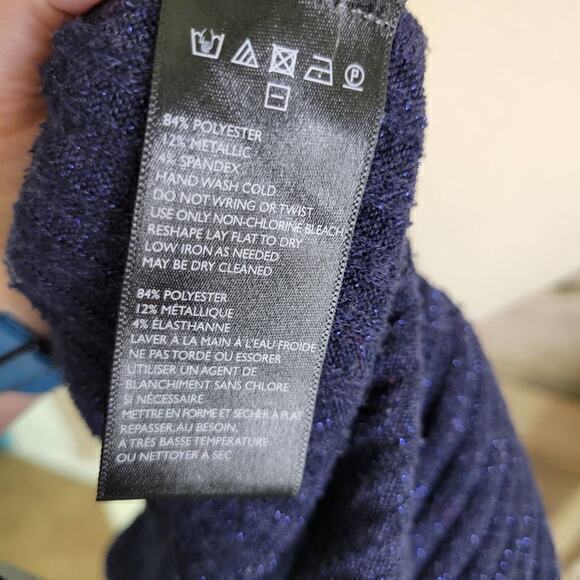 84% POLYESTER
12% METALLIC
4% SPANDEX
HAND WASH COLD
DO NOT WRING OR TWIST
USE ONLY NON-CHLORINE BLEACH
RESHAPE LAY FLAT TO DRY
LOW IRON AS NEEDED
MAY BE DRY CLEANED
84% POLYESTER
12% METALLIQUE
4% ELASTHANNE
LAVER À LA MAIN À L'EAU FROIDE
NE PAS TORDE OU ESSORER
UTILISER UN AGENT DE
BLANCHIMENT SANS CHLORE
SI NÉCESSAIRE
METTRE EN FORME ET SÉCHER À PLAT
REPASSER, AU BESOIN,
À TRÈS BASSE TEMPÉRATURE
OU NETTOYER À SEC